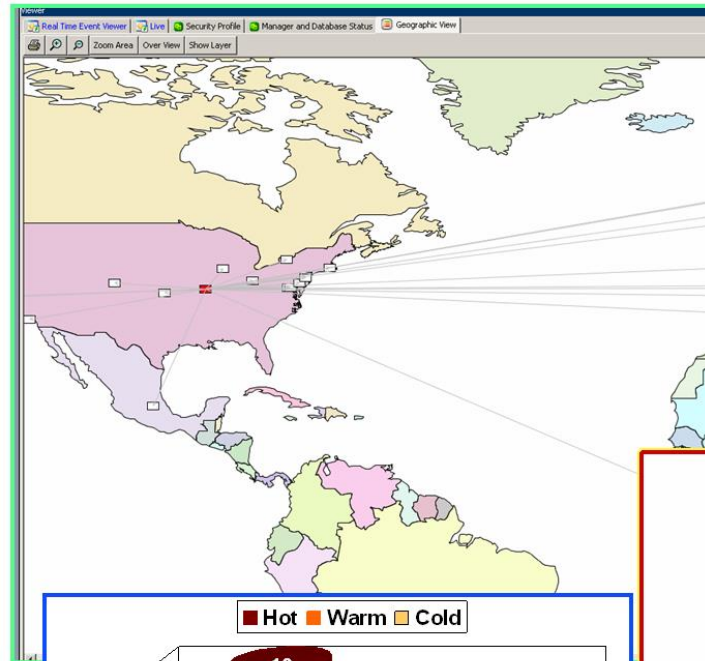 Viewer
Real Time Event Viewer Live Security Profile Manager and Database Status Geographic View
Zoom Area Over View Show Layer
Hot Warm Cold